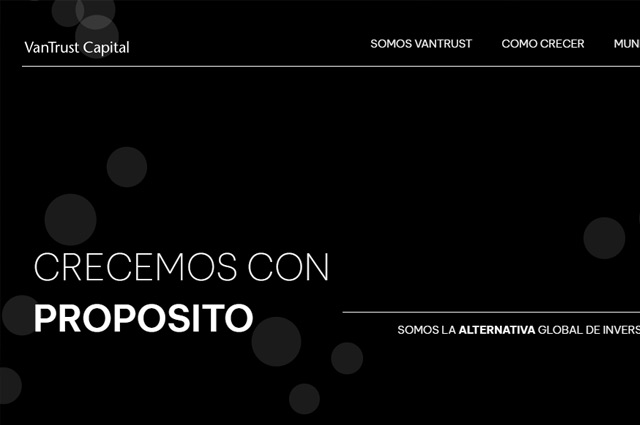 VanTrust Capital
SOMOS VANTRUST COMO CRECER MUN
CRECEMOS CON
PROPOSITO
SOMOS LA ALTERNATIVA GLOBAL DE INVERS